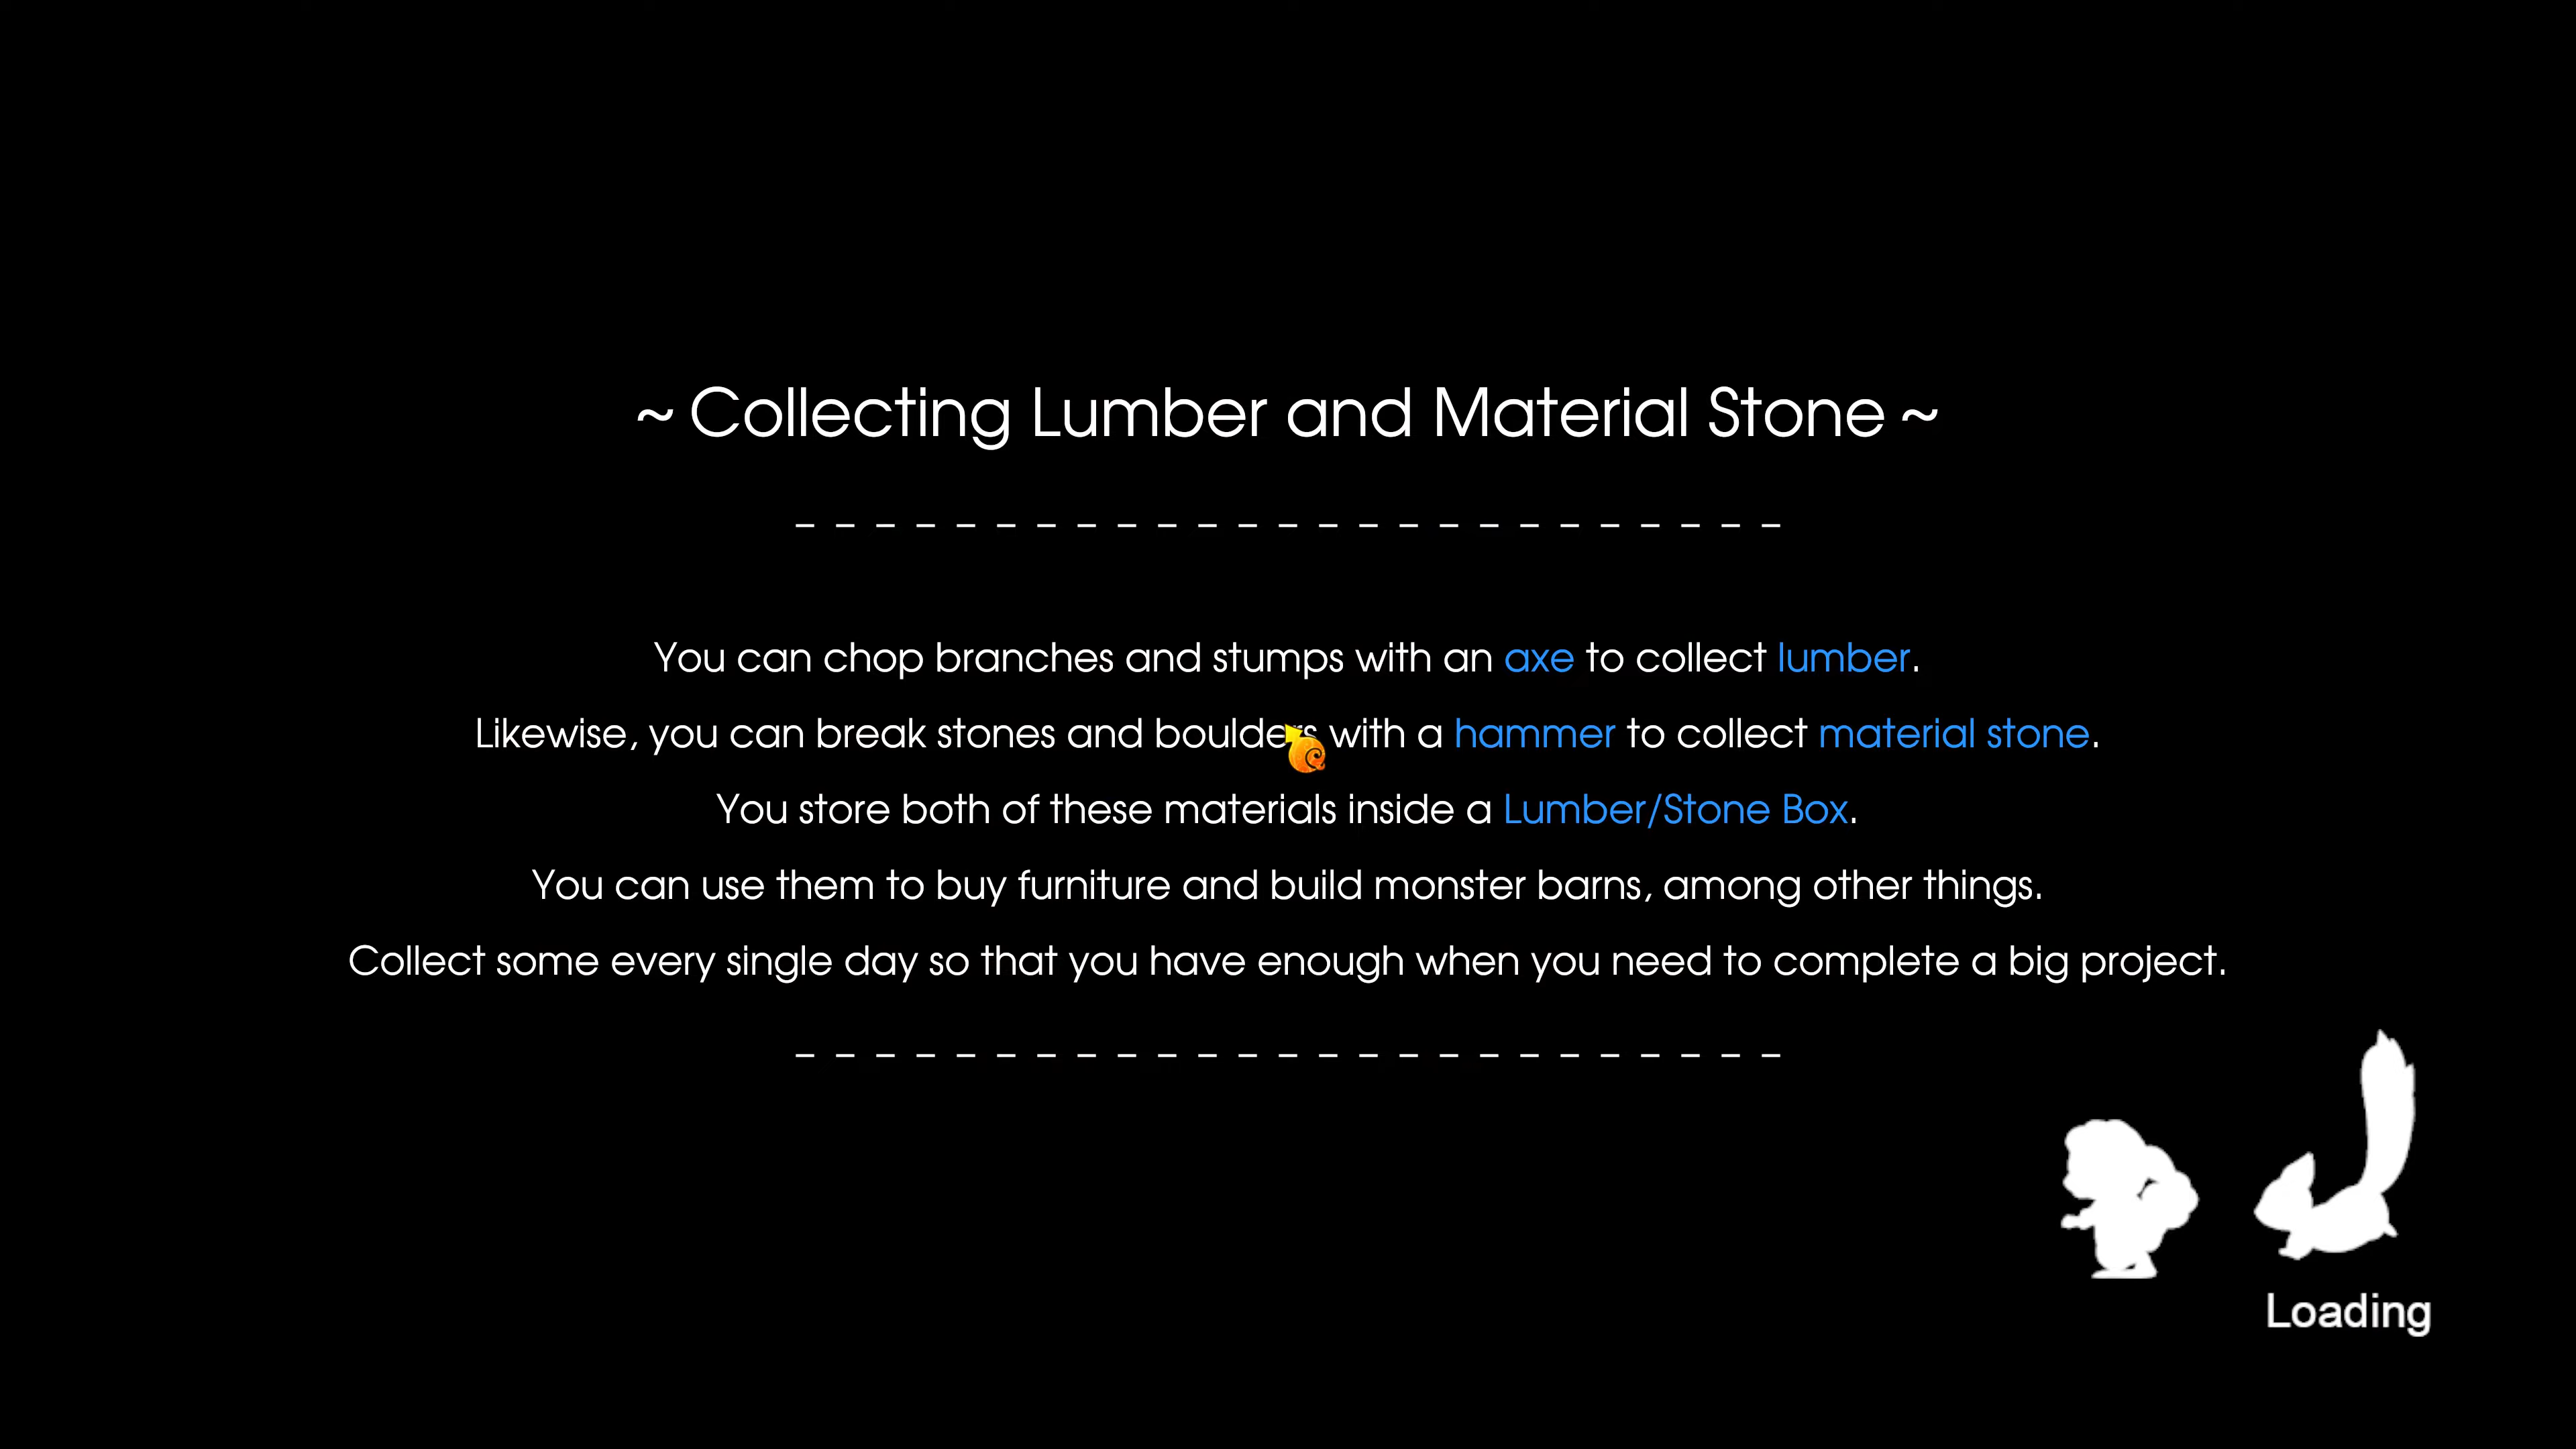 ~ Collecting Lumber and Material Stone ~
– – – – – – – – – – – – – – – – – – – – – – – – –
You can chop branches and stumps with an axe to collect lumber.
Likewise, you can break stones and boulders with a hammer to collect material stone.
You store both of these materials inside a Lumber/Stone Box.
You can use them to buy furniture and build monster barns, among other things.
Collect some every single day so that you have enough when you need to complete a big project.
– – – – – – – – – – – – – – – – – – – – – – – – –
Loading